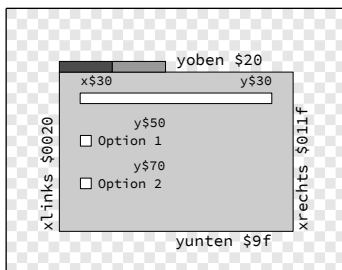 yoben $20
x$30 y$30
y$50
Option 1
y$70
Option 2
xlinks $0020
xrechts $011f
yunten $9f